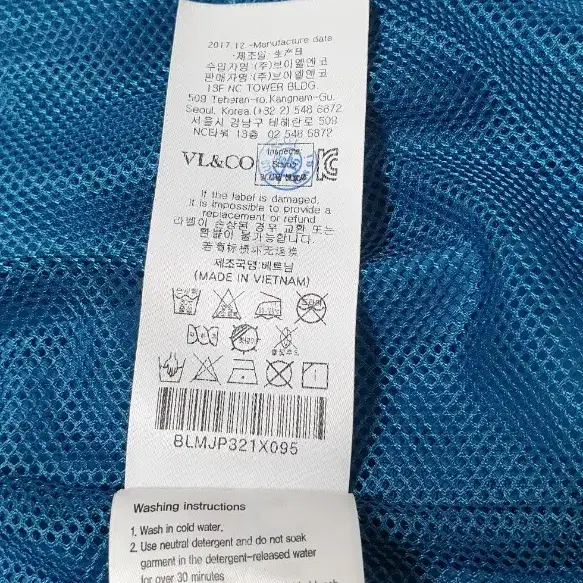 2017.12 -Manufacture data
·제조일· 生产日
수입자명 (주)브이엘엔코
판매자명:(주)브이엘엔코
13F NC TOWER BLDG.
509 Teheran-ro,Kangnam-Gu.
Seoul, Korea.(+32 2) 548 6872
서울시 강남구 테헤란로 509
NC타워 13층 02 548 6872
VL&CO
If the label is damaged,
it is impossible to provide a
replacement or refund
라벨이 손상된 경우 교환 또는
환불이 불가능합니다.
제조국명:베트남
(MADE IN VIETNAM)
BLMJP321X095
Washing instructions
1. Wash in cold water.
2. Use neutral detergent and do not soak
garment in the detergent-released water
for over 30 minutes